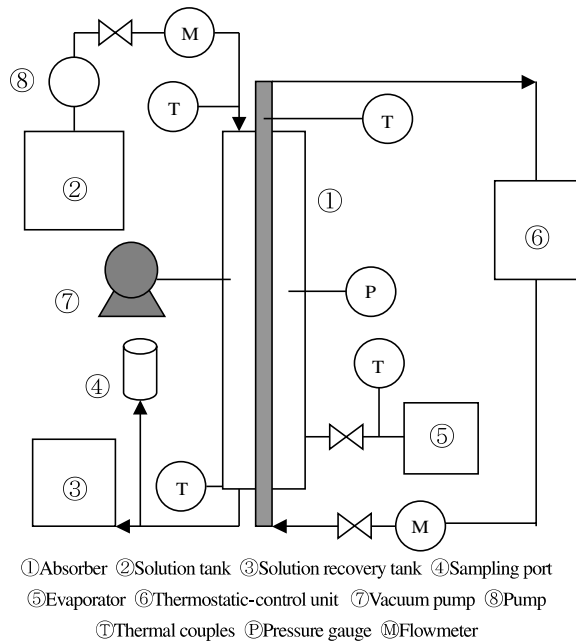 M
⑧
T
T
②
①
⑥
⑦
P
④
T
⑤
③
T
M
①Absorber ②Solution tank ③Solution recovery tank ④Sampling port
⑤Evaporator ⑥Thermostatic-control unit ⑦Vacuum pump ⑧Pump
ⓉThermal couples ⓅPressure gauge ⓂFlowmeter